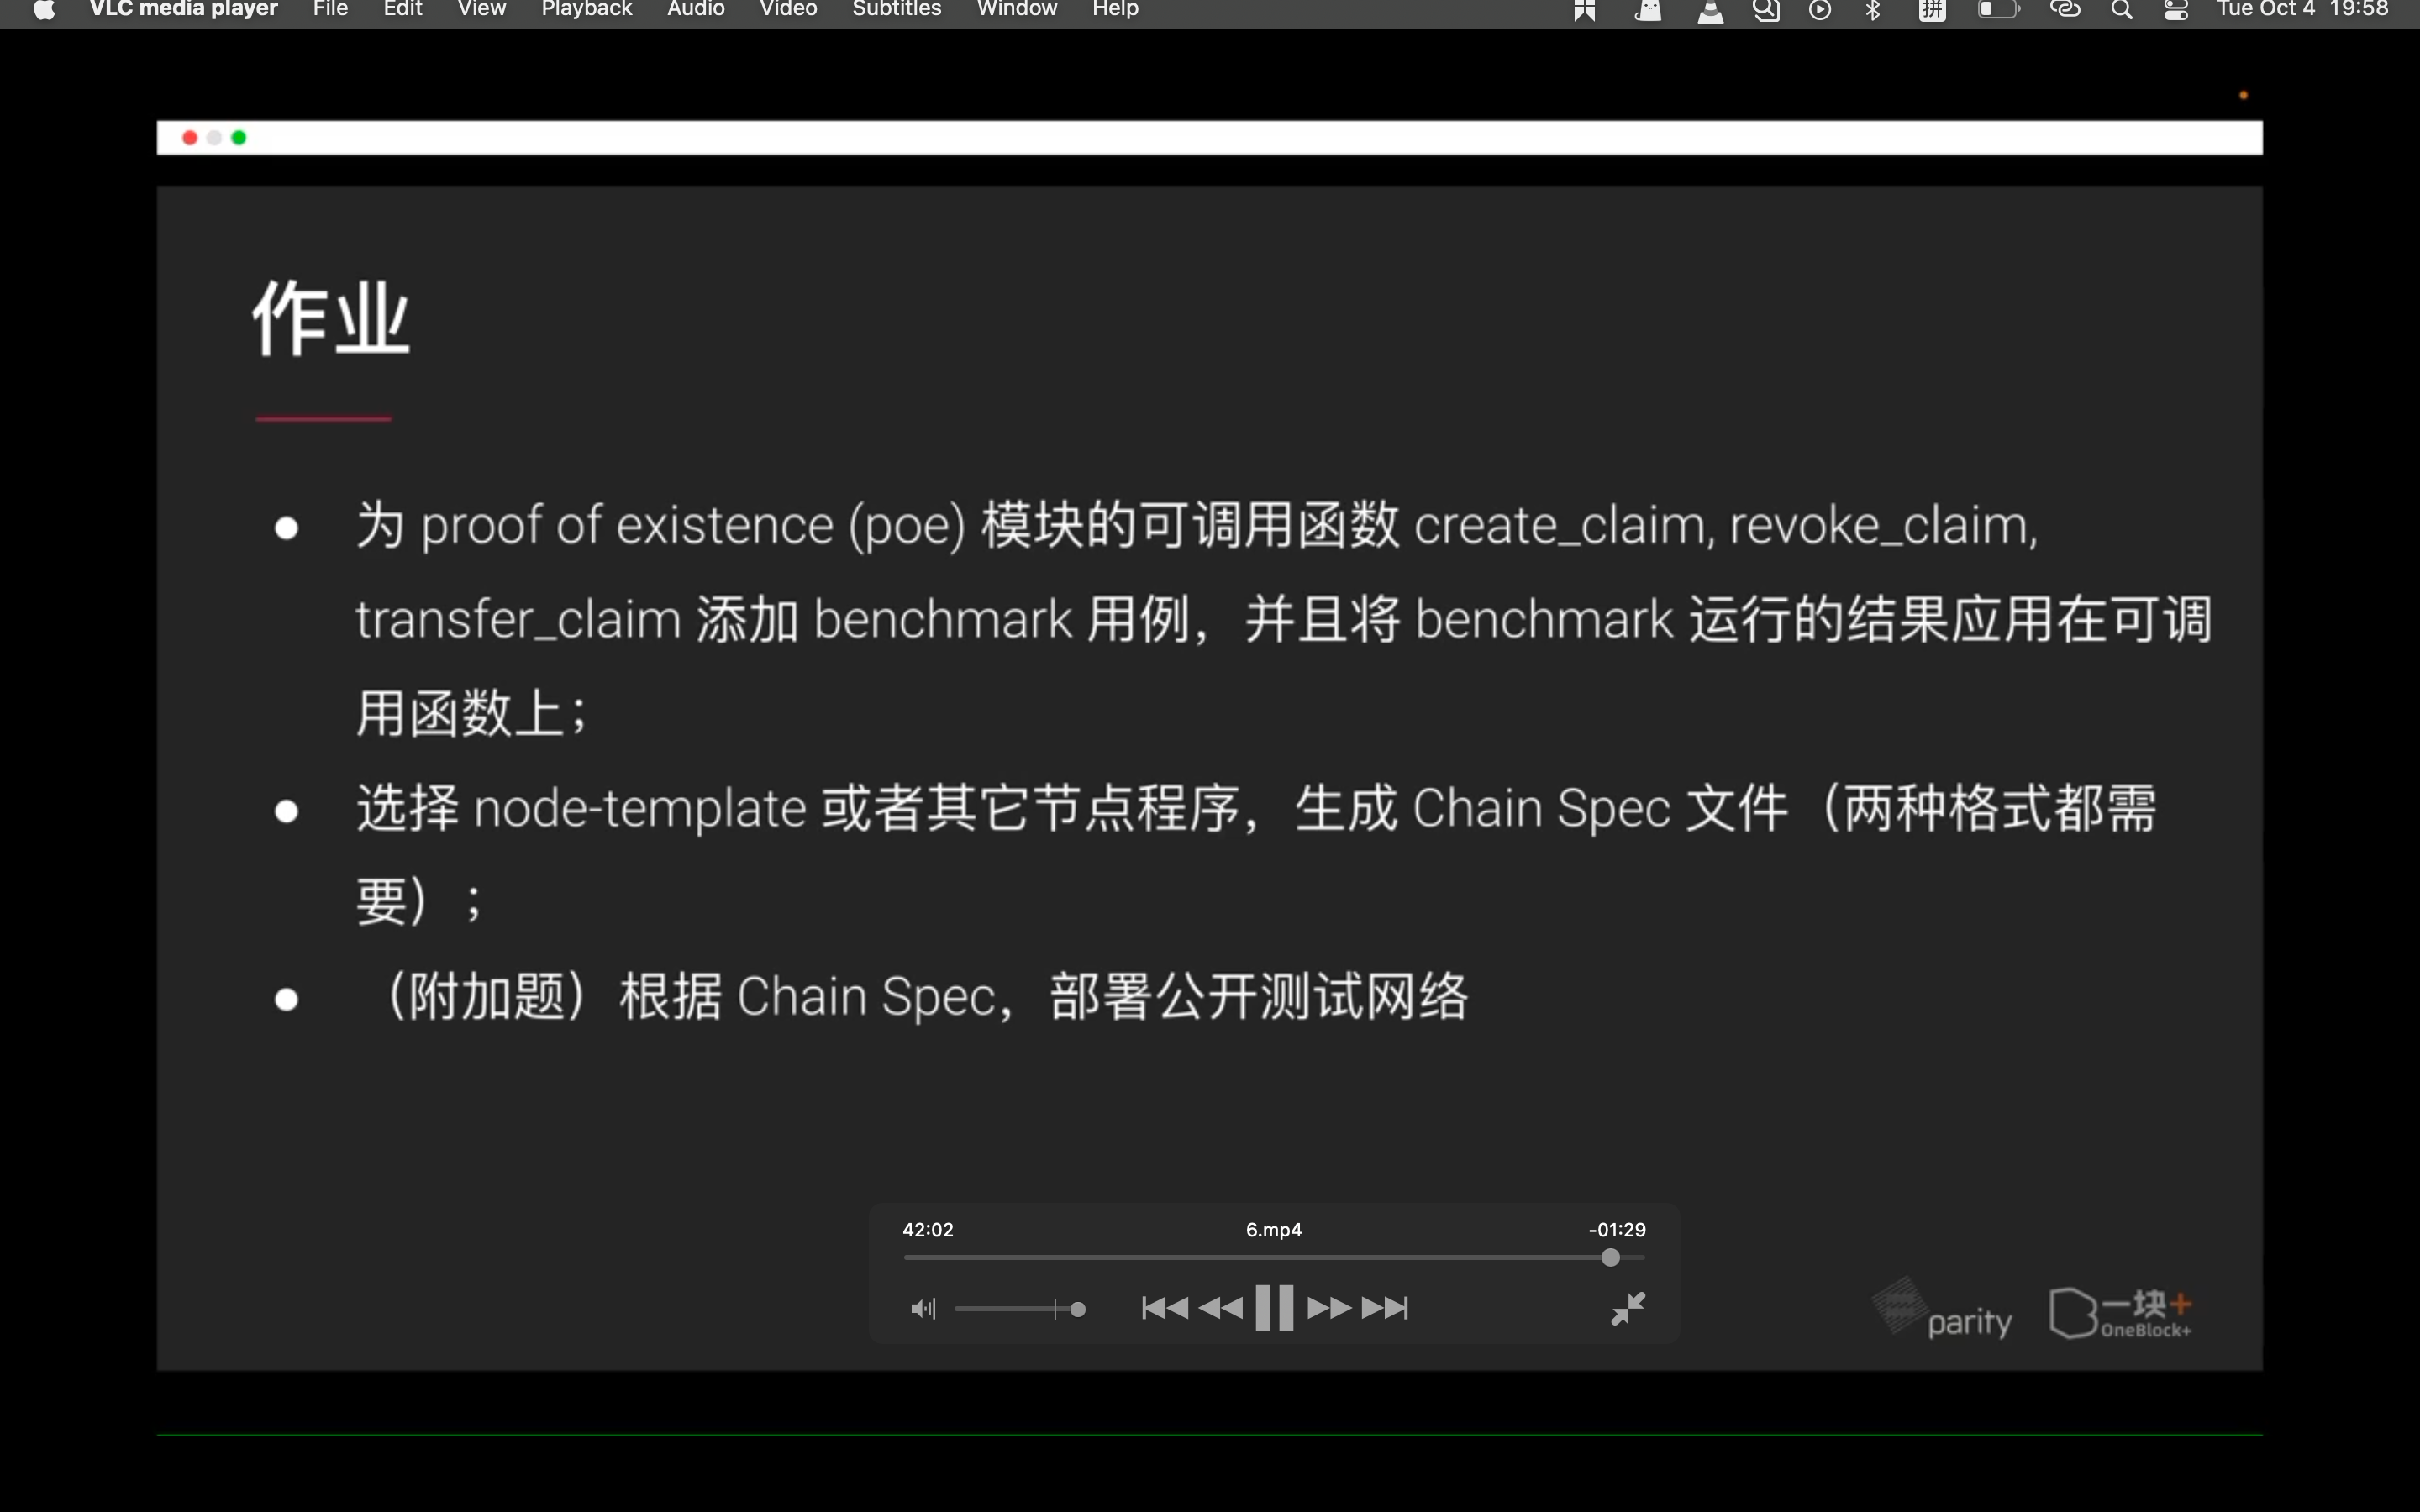 VLC media player File Edit View Playback Audio Video Subtitles Window Help 拼 Tue Oct 4 19:58
作业
为 proof of existence (poe) 模块的可调用函数 create_claim, revoke_claim,
transfer_claim 添加 benchmark 用例，并且将 benchmark 运行的结果应用在可调
用函数上；
选择 node-template 或者其它节点程序，生成 Chain Spec 文件（两种格式都需
要）；
（附加题）根据 Chain Spec，部署公开测试网络
42:02 6.mp4 -01:29
parity 一块+
OneBlock+